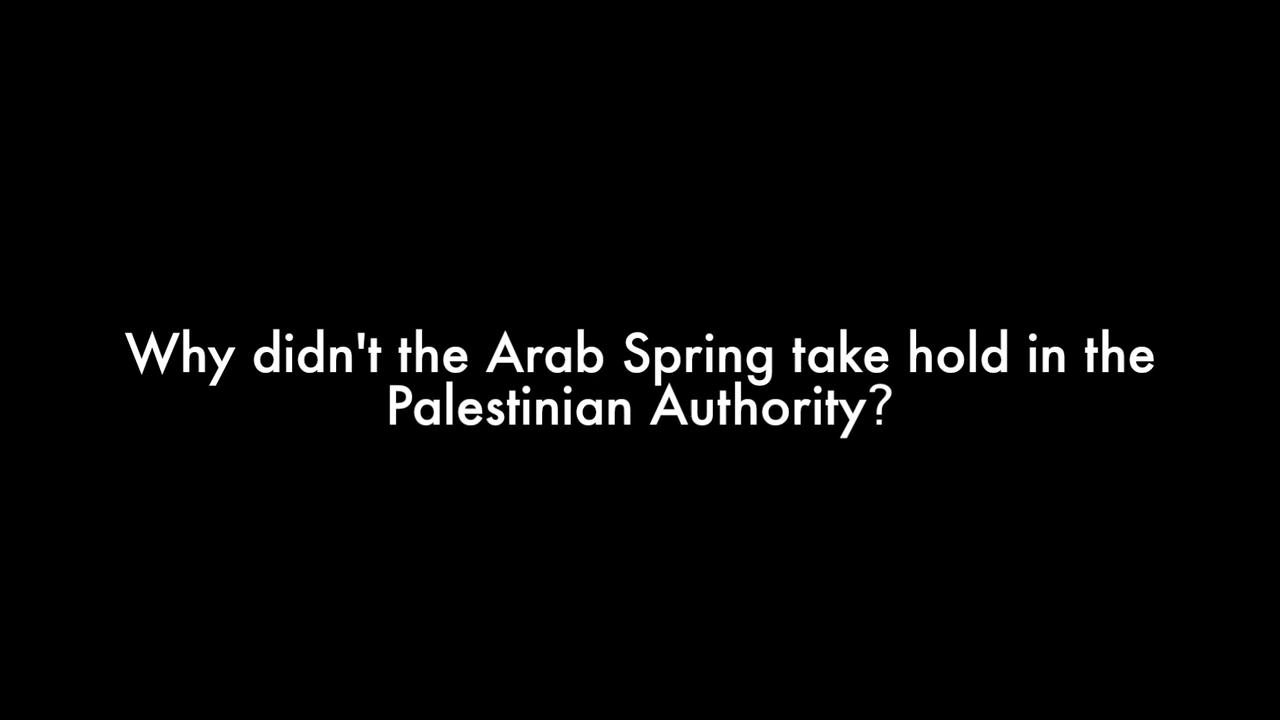 Why didn't the Arab Spring take hold in the
Palestinian Authority?